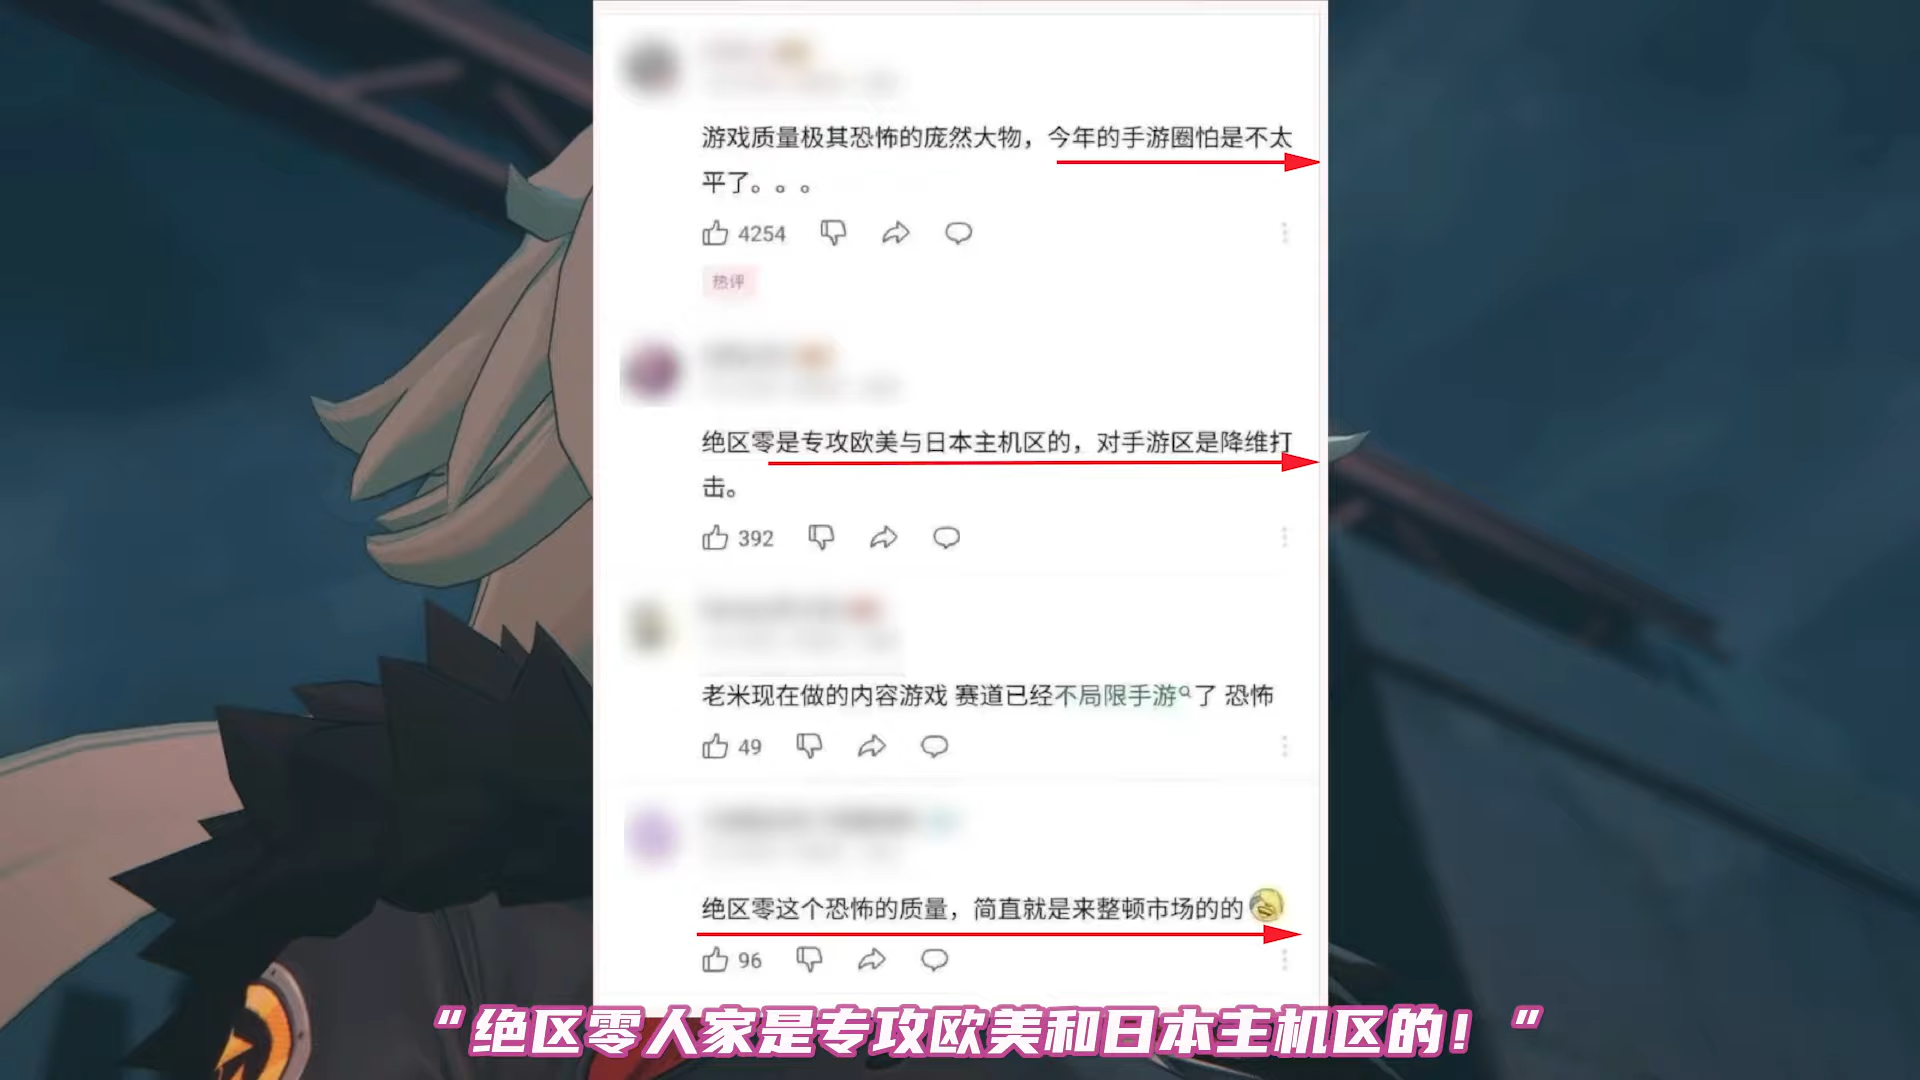 游戏质量极其恐怖的庞然大物，今年的手游圈怕是不太
平了。。。
4254
热评
绝区零是专攻欧美与日本主机区的，对手游区是降维打
击。
392
老米现在做的内容游戏 赛道已经不局限手游了 恐怖
49
绝区零这个恐怖的质量，简直就是来整顿市场的的
96
“绝区零人家是专攻欧美和日本主机区的！”